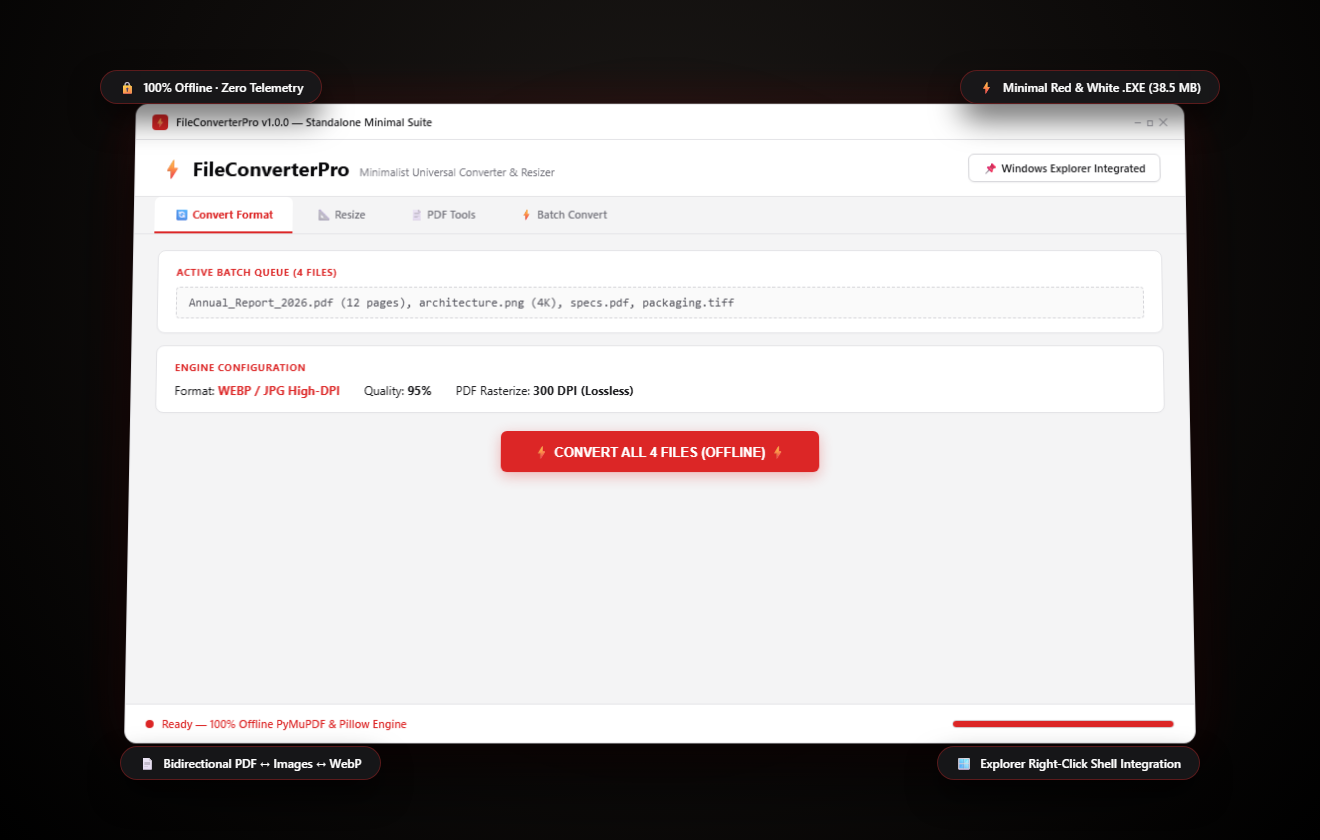 100% Offline · Zero Telemetry
Minimal Red & White .EXE (38.5 MB)
FileConverterPro v1.0.0 — Standalone Minimal Suite
FileConverterPro Minimalist Universal Converter & Resizer
Windows Explorer Integrated
Convert Format
Resize
PDF Tools
Batch Convert
ACTIVE BATCH QUEUE (4 FILES)
Annual_Report_2026.pdf (12 pages), architecture.png (4K), specs.pdf, packaging.tiff
ENGINE CONFIGURATION
Format: WEBP / JPG High-DPI Quality: 95% PDF Rasterize: 300 DPI (Lossless)
CONVERT ALL 4 FILES (OFFLINE)
Ready — 100% Offline PyMuPDF & Pillow Engine
Bidirectional PDF ↔ Images ↔ WebP
Explorer Right-Click Shell Integration